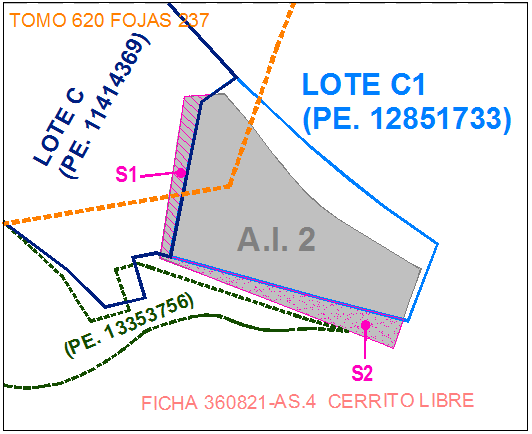 TOMO 620 FOJAS 237
LOTE C
(PE. 11414369)
LOTE C1
(PE. 12851733)
S1
A.I. 2
(PE. 13353756)
S2
FICHA 360821-AS.4 CERRITO LIBRE